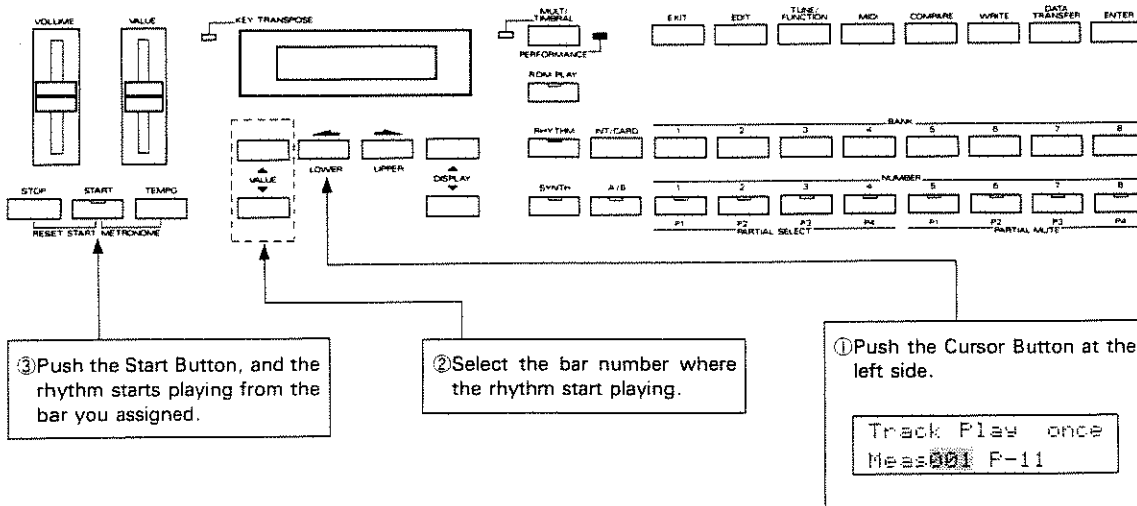 VOLUME VALUE
KEY TRANSPOSE
MULTI/
TIMBRAL
PERFORMANCE
EXIT EDIT TUNE/
FUNCTION MIDI COMPARE WRITE DATA
TRANSFER ENTER
ROM PLAY
BANK
RHYTHM INT/CARD 1 2 3 4 5 6 7 8
VALUE LOWER UPPER DISPLAY
NUMBER
SYNTH A/B 1 2 3 4 5 6 7 8
P1 P2 P3 P4 P1 P2 P3 P4
PARTIAL SELECT PARTIAL MUTE
STOP START TEMPO
RESET START METRONOME
③Push the Start Button, and the
rhythm starts playing from the
bar you assigned.
②Select the bar number where
the rhythm start playing.
①Push the Cursor Button at the
left side.
Track Play once
Meas001 P-11